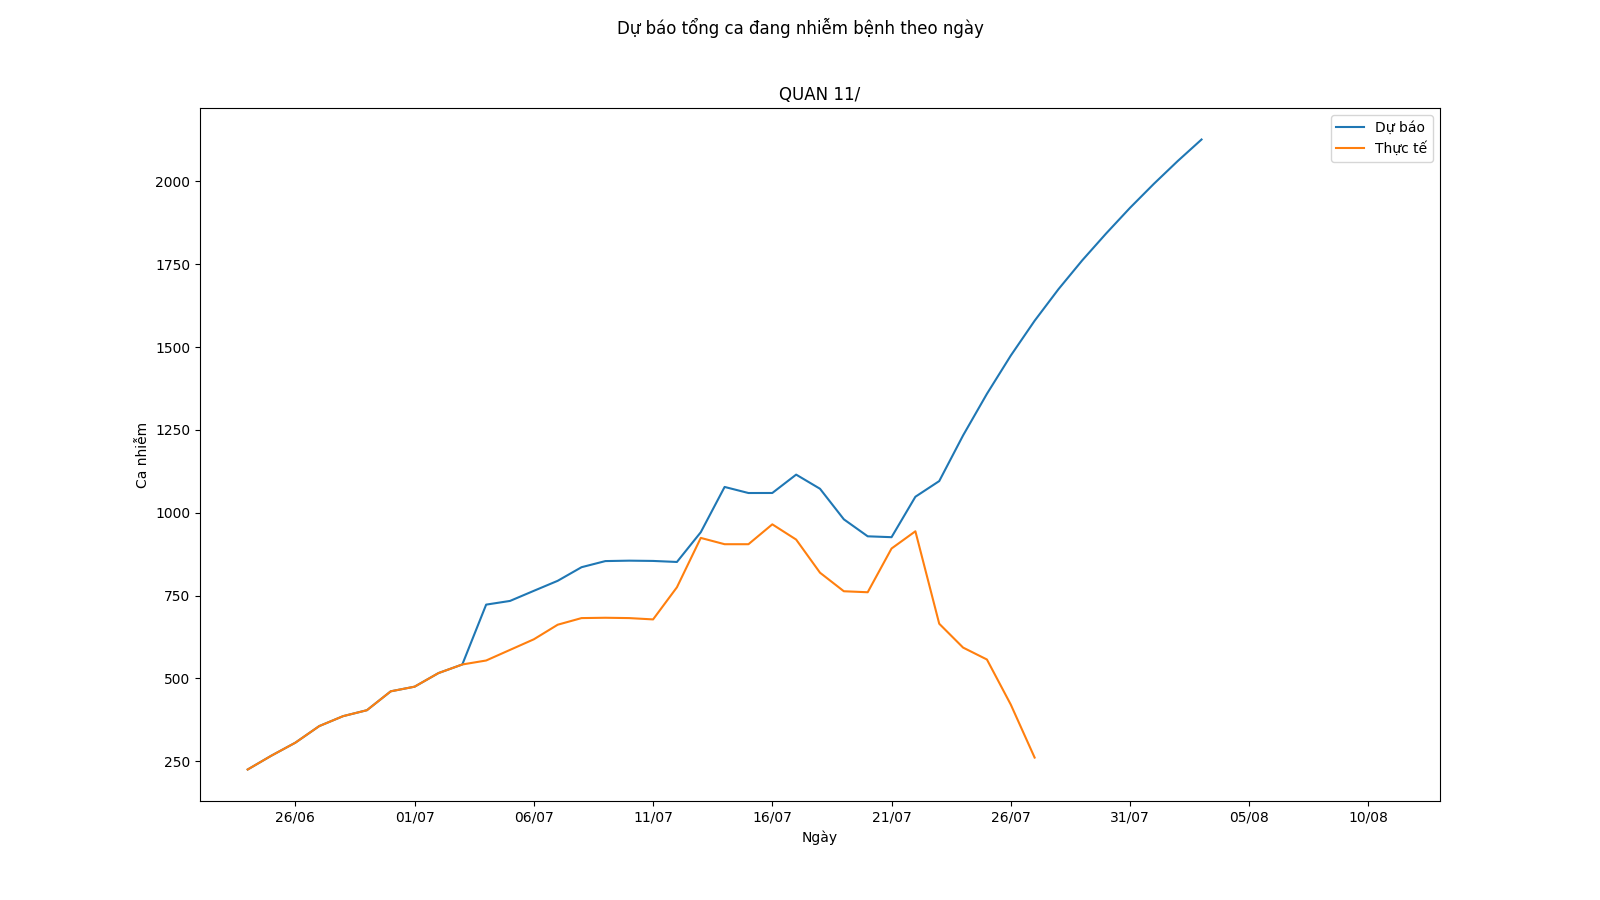 Dự báo tổng ca đang nhiễm bệnh theo ngày
QUAN 11/
Dự báo
Thực tế
2000
1750
1500
1250
1000
750
500
250
Ca nhiễm
26/06 01/07 06/07 11/07 16/07 21/07 26/07 31/07 05/08 10/08
Ngày